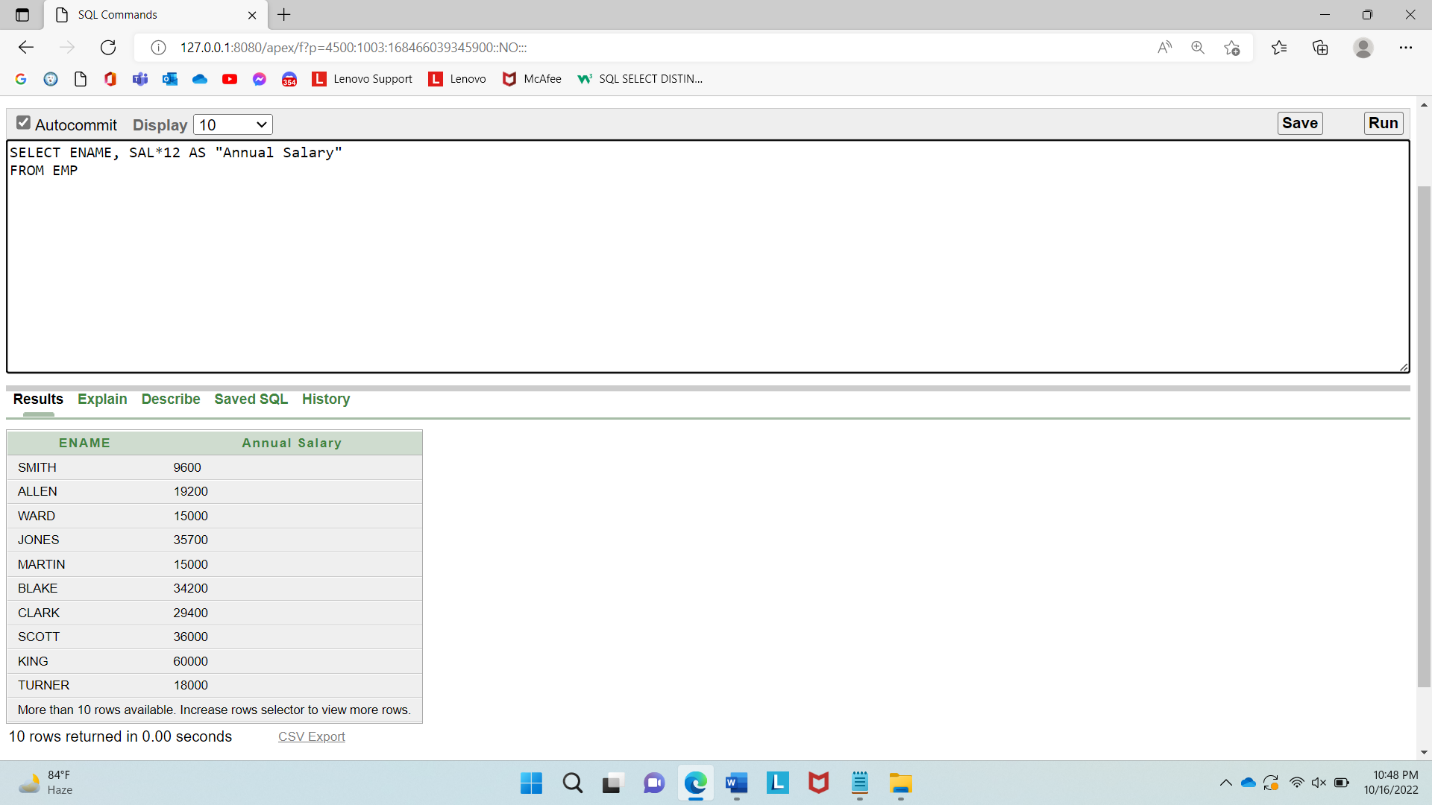 SQL Commands
127.0.0.1:8080/apex/f?p=4500:1003:168466039345900::NO:::
354 L Lenovo Support L Lenovo McAfee SQL SELECT DISTIN...
Autocommit Display 10 Save Run
SELECT ENAME, SAL*12 AS "Annual Salary"
FROM EMP
Results Explain Describe Saved SQL History
ENAME Annual Salary
SMITH 9600
ALLEN 19200
WARD 15000
JONES 35700
MARTIN 15000
BLAKE 34200
CLARK 29400
SCOTT 36000
KING 60000
TURNER 18000
More than 10 rows available. Increase rows selector to view more rows.
10 rows returned in 0.00 seconds CSV Export
84°F
Haze
10:48 PM
10/16/2022